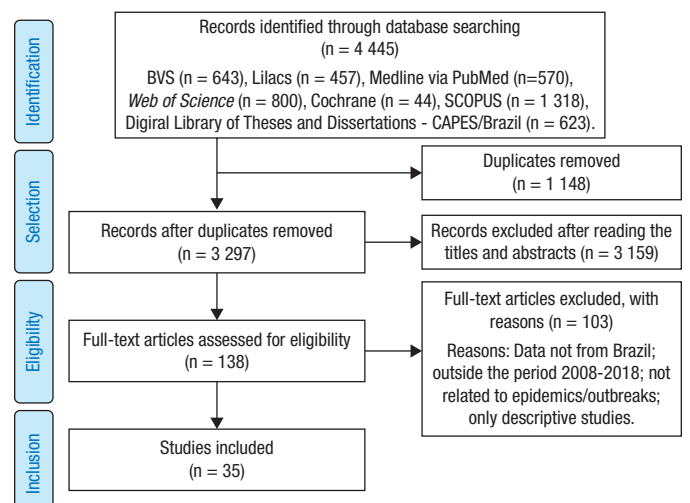 Identification
Records identified through database searching
(n = 4 445)
BVS (n = 643), Lilacs (n = 457), Medline via PubMed (n=570),
Web of Science (n = 800), Cochrane (n = 44), SCOPUS (n = 1 318),
Digiral Library of Theses and Dissertations - CAPES/Brazil (n = 623).
Duplicates removed
(n = 1 148)
Selection
Records after duplicates removed
(n = 3 297)
Records excluded after reading the
titles and abstracts (n = 3 159)
Eligibility
Full-text articles assessed for eligibility
(n = 138)
Full-text articles excluded, with
reasons (n = 103)
Reasons: Data not from Brazil;
outside the period 2008-2018; not
related to epidemics/outbreaks;
only descriptive studies.
Inclusion
Studies included
(n = 35)